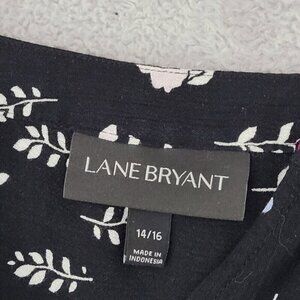 LANE BRYANT
14/16
MADE IN
INDONESIA